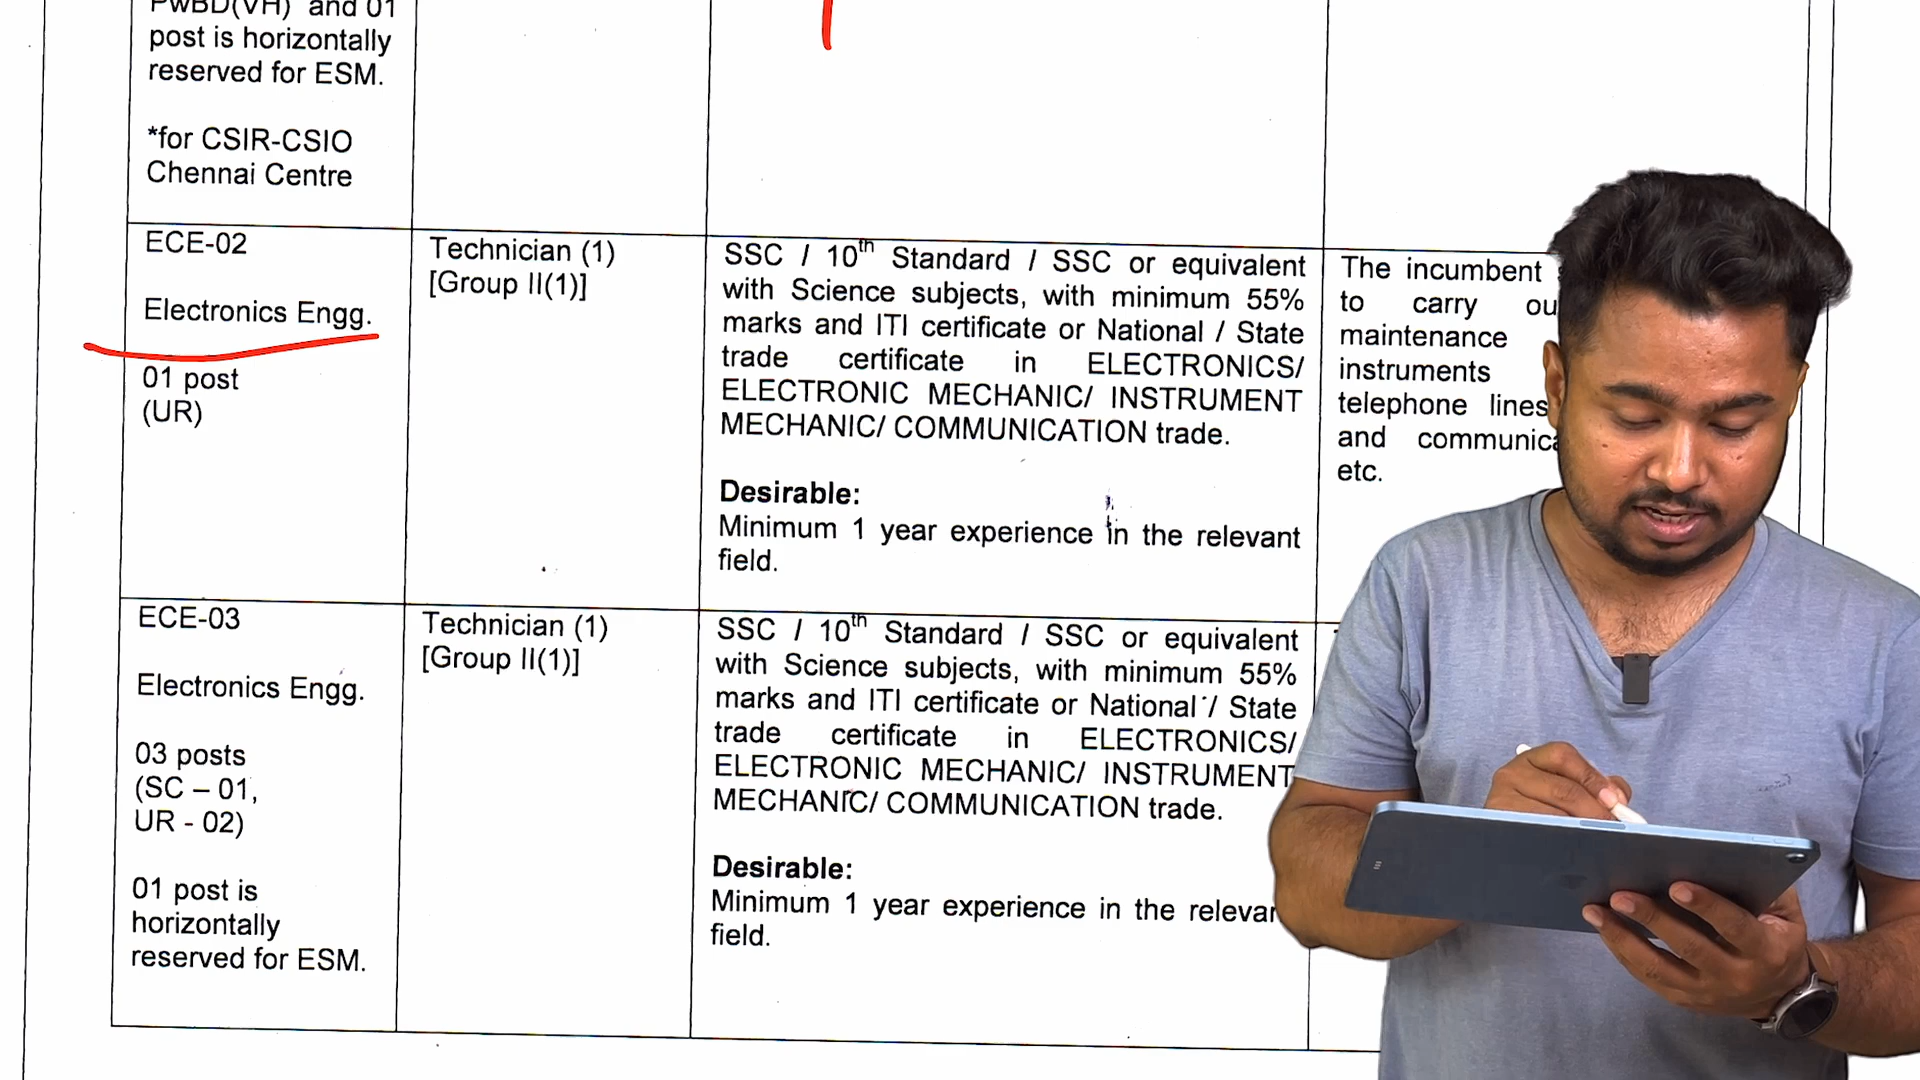 PwBD(VH) and 01
post is horizontally
reserved for ESM.
*for CSIR-CSIO
Chennai Centre
ECE-02
Electronics Engg.
01 post
(UR)
Technician (1)
[Group II(1)]
SSC / 10th Standard / SSC or equivalent
with Science subjects, with minimum 55%
marks and ITI certificate or National / State
trade certificate in ELECTRONICS/
ELECTRONIC MECHANIC/ INSTRUMENT
MECHANIC/ COMMUNICATION trade.
Desirable:
Minimum 1 year experience in the relevant
field.
The incumbent
to carry
maintenance
instruments
telephone lines
and
etc.
ECE-03
Electronics Engg.
03 posts
(SC – 01,
UR - 02)
01 post is
horizontally
reserved for ESM.
Technician (1)
[Group II(1)]
SSC / 10th Standard / SSC or equivalent
with Science subjects, with minimum 55%
marks and ITI certificate or National / State
trade certificate in ELECTRONICS/
ELECTRONIC MECHANIC/ INSTRUMENT
MECHANIC/ COMMUNICATION trade.
Desirable:
Minimum 1 year experience in the
field.